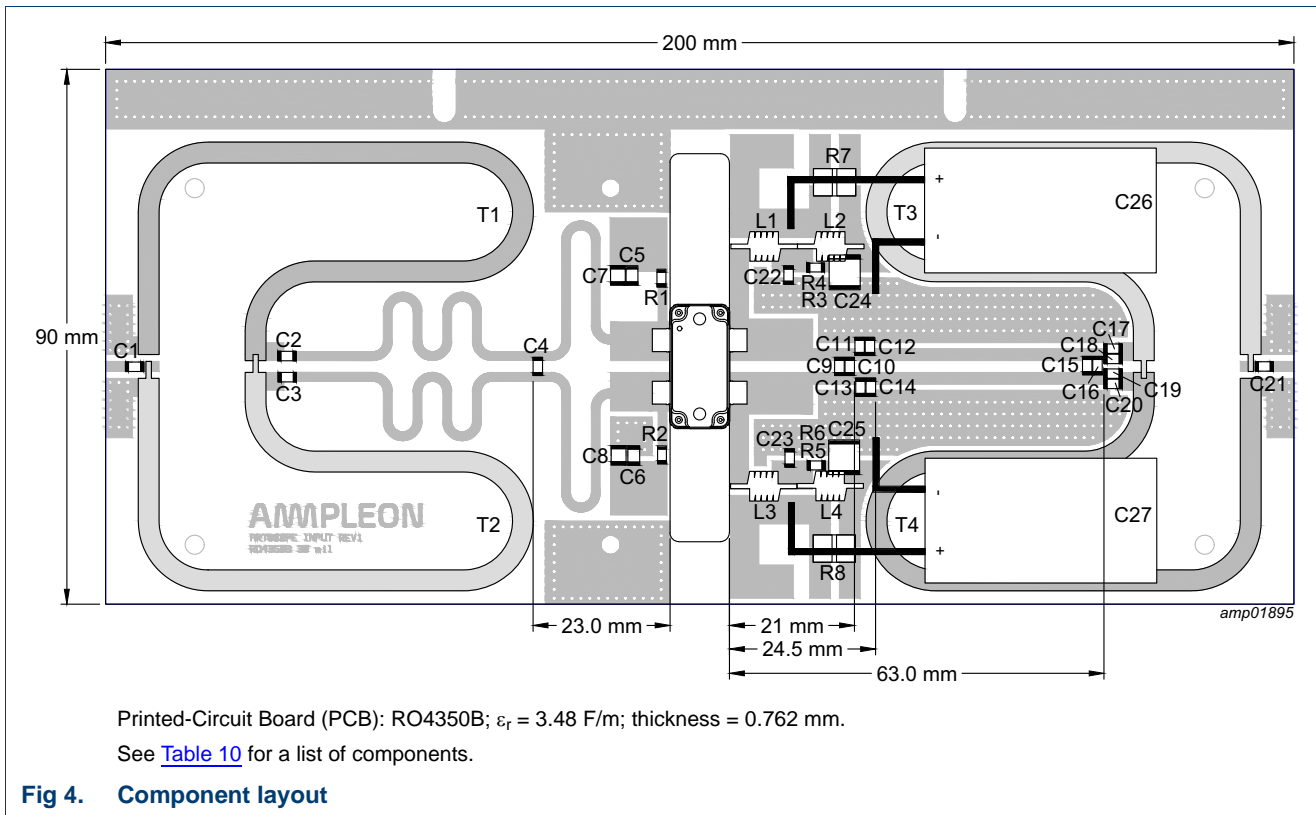 200 mm
90 mm
R7
T1
T3
C26
+
-
L1
L2
C5
C7
C22
R4
R3
C24
R1
C1
C2
C3
C4
C11
C12
C9
C10
C13
C14
C17
C18
C15
C16
C19
C20
C21
R2
C8
C6
C23
R6
R5
C25
L3
L4
T2
T4
C27
-
+
R8
AMPLEON
INPUT REV1
amp01895
23.0 mm
21 mm
24.5 mm
63.0 mm
Printed-Circuit Board (PCB): RO4350B; εr = 3.48 F/m; thickness = 0.762 mm.
See Table 10 for a list of components.
Fig 4. Component layout